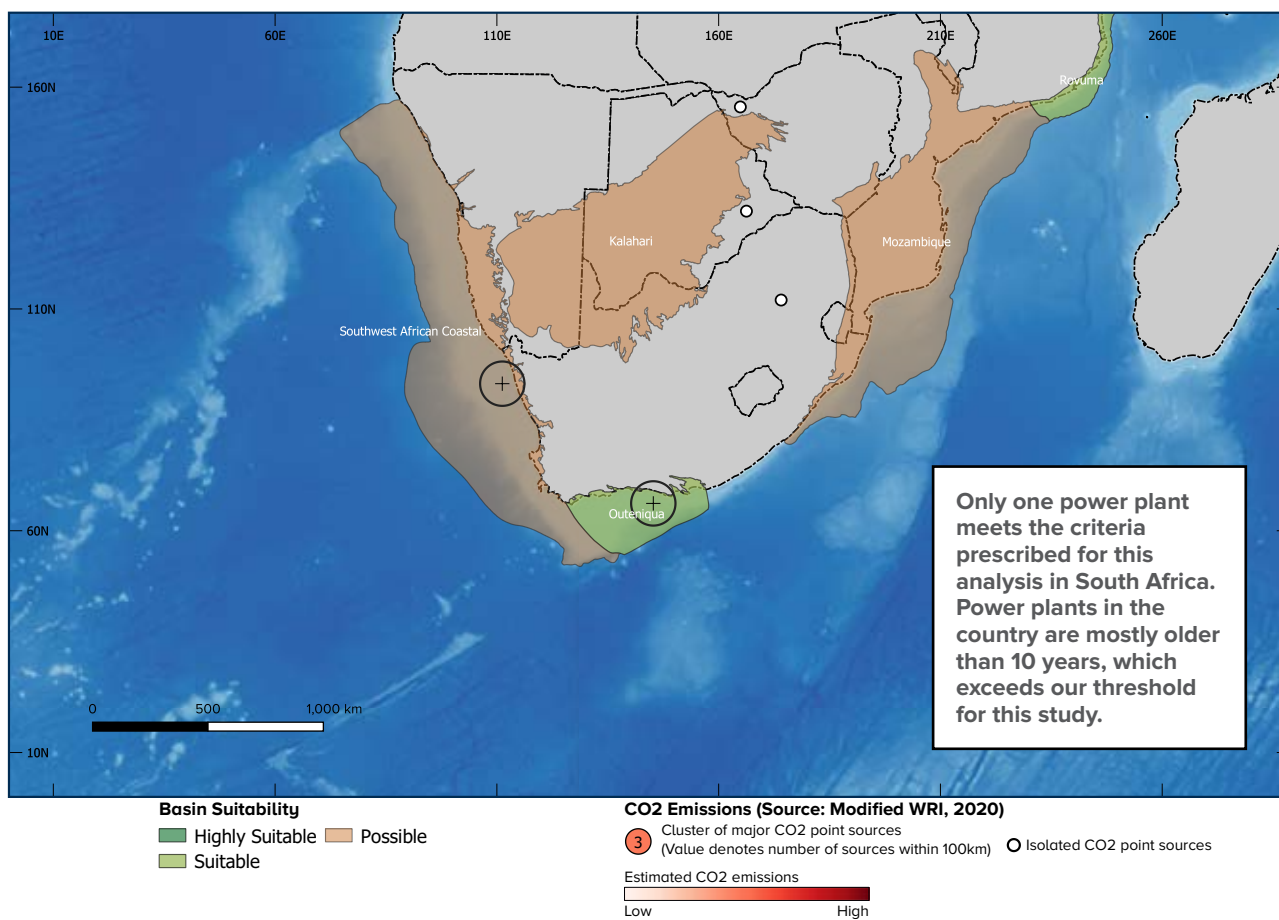 10E
60E
110E
160E
210E
260E
160N
110N
60N
10N
Rovuma
Kalahari
Mozambique
Southwest African Coastal
Outeniqua
Only one power plant
meets the criteria
prescribed for this
analysis in South Africa.
Power plants in the
country are mostly older
than 10 years, which
exceeds our threshold
for this study.
0
500
1,000 km
Basin Suitability
Highly Suitable
Possible
Suitable
CO2 Emissions (Source: Modified WRI, 2020)
3
Cluster of major CO2 point sources
(Value denotes number of sources within 100km)
Isolated CO2 point sources
Estimated CO2 emissions
Low
High